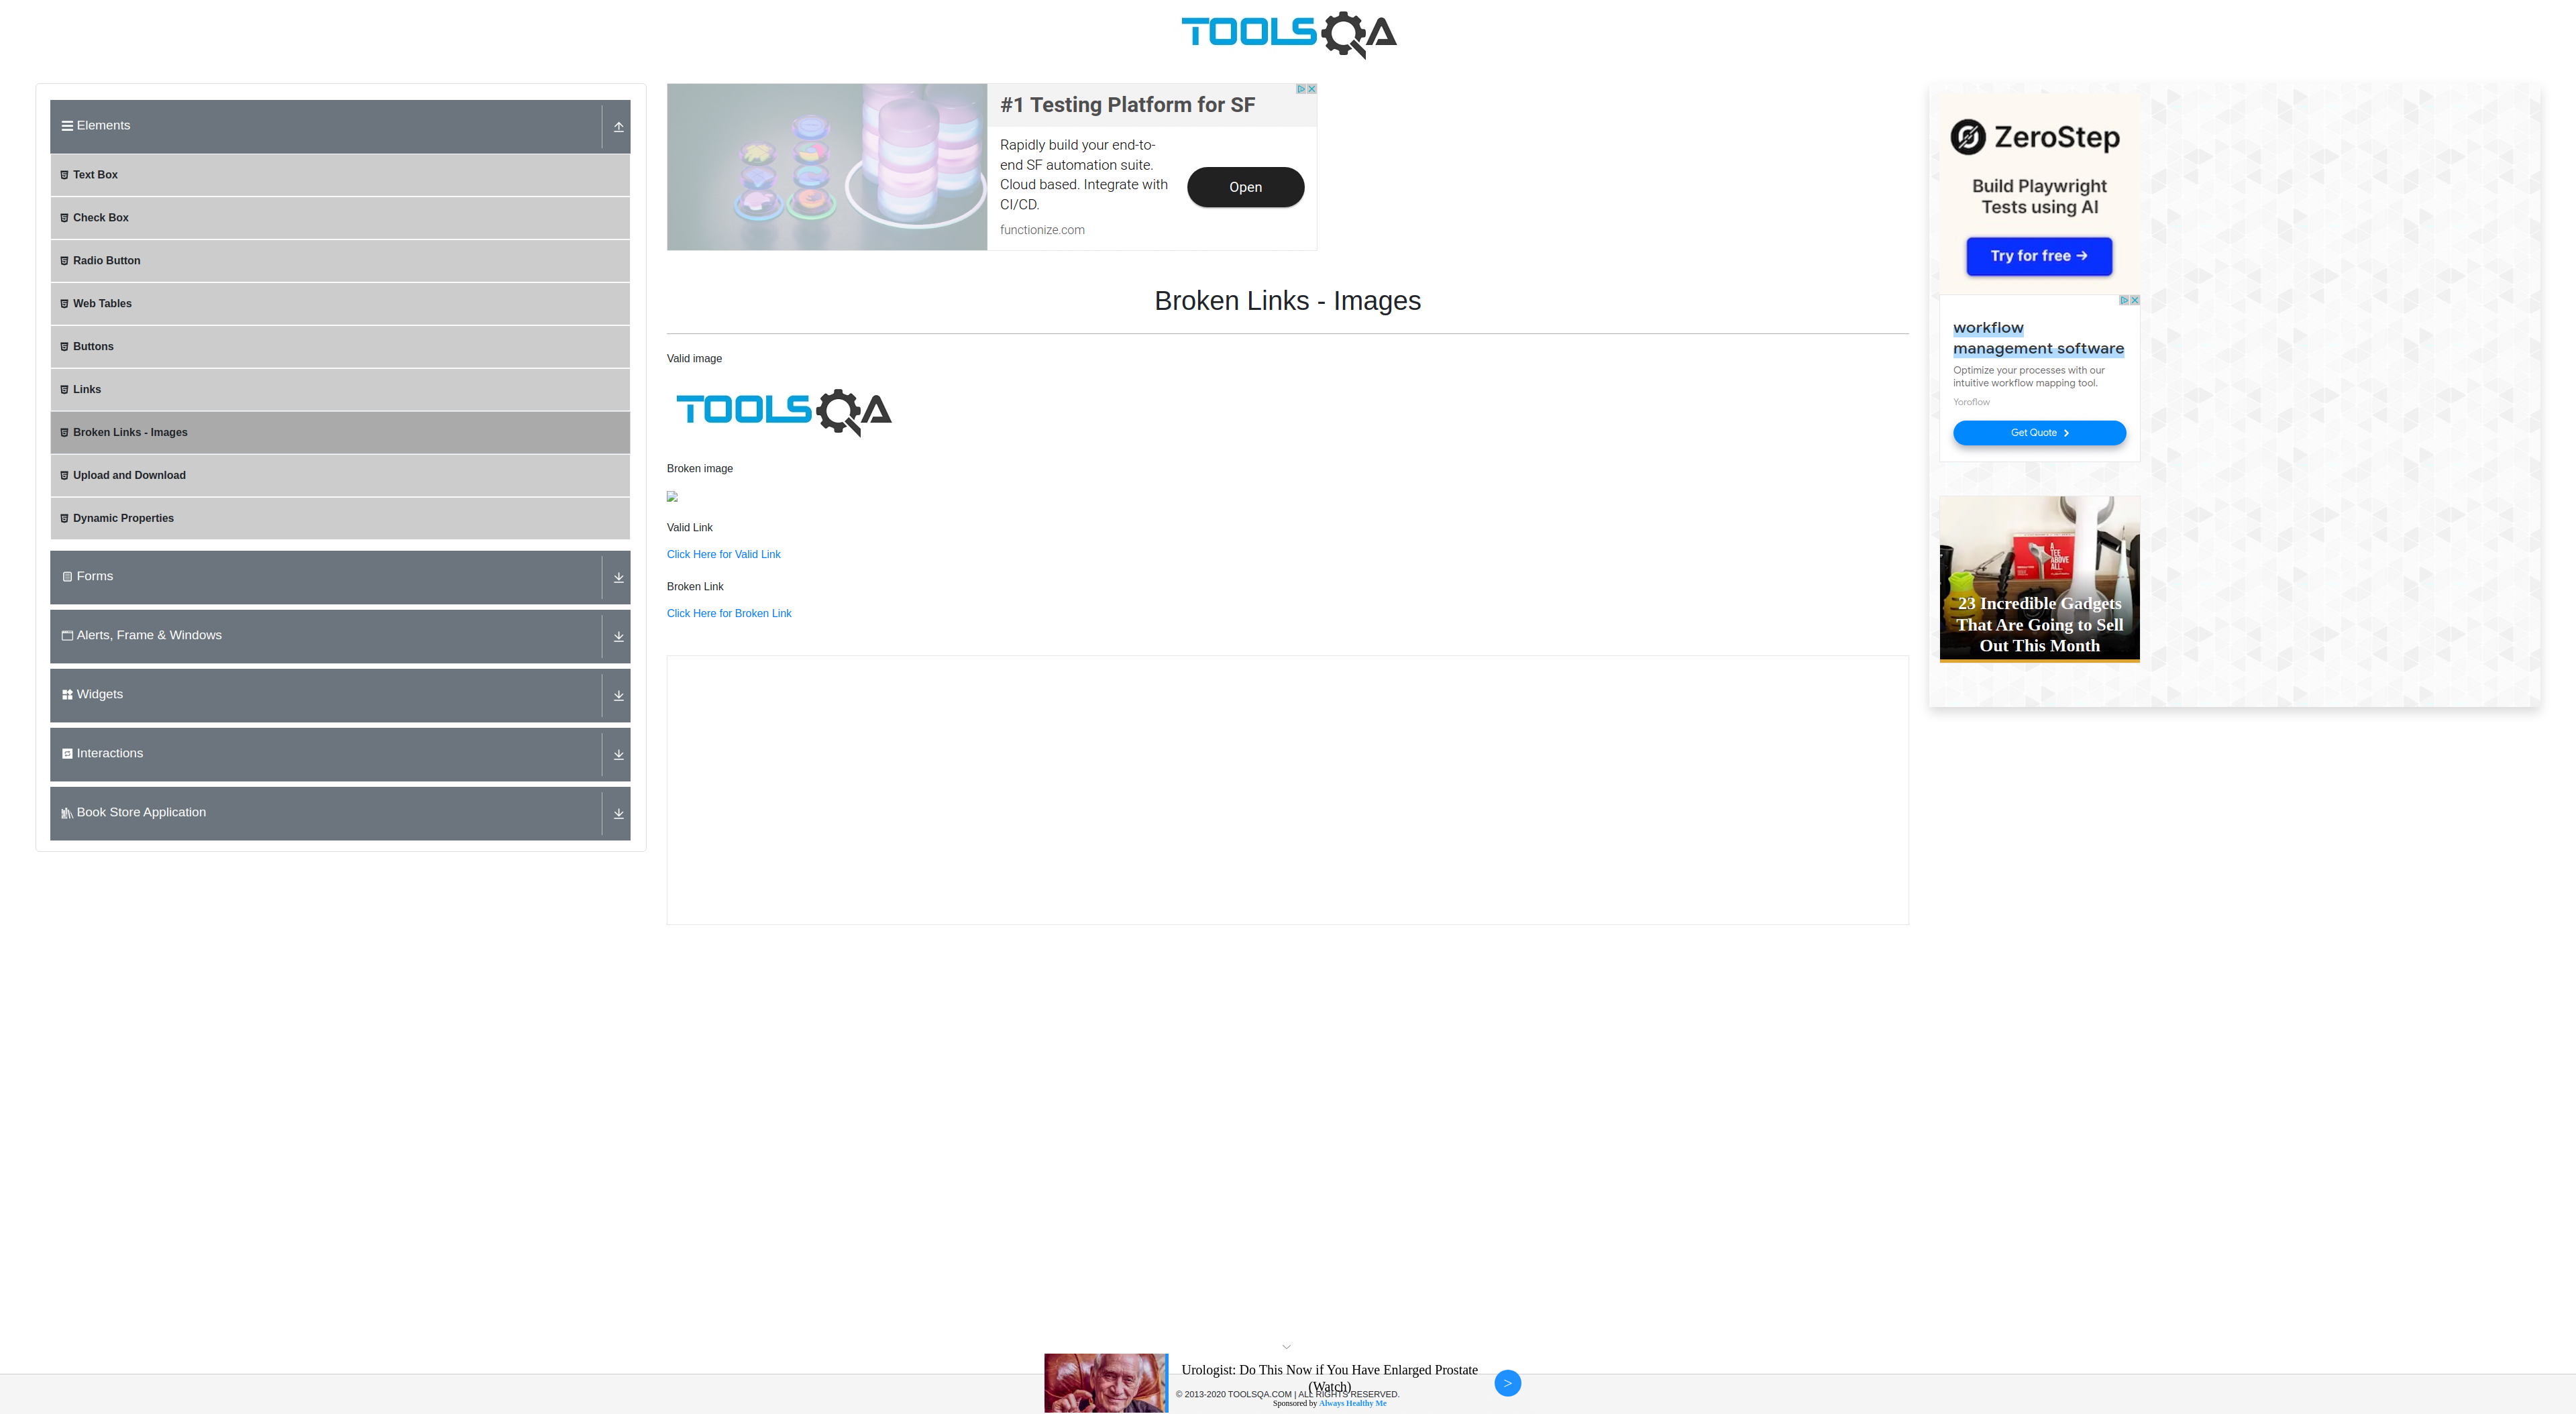 TOOLSQA
Elements
Text Box
Check Box
Radio Button
Web Tables
Buttons
Links
Broken Links - Images
Upload and Download
Dynamic Properties
Forms
Alerts, Frame & Windows
Widgets
Interactions
Book Store Application
#1 Testing Platform for SF
Rapidly build your end-to-
end SF automation suite.
Cloud based. Integrate with
CI/CD.
functionize.com
Open
Broken Links - Images
Valid image
TOOLSQA
Broken image
Valid Link
Click Here for Valid Link
Broken Link
Click Here for Broken Link
ZeroStep
Build Playwright
Tests using AI
Try for free →
workflow
management software
Optimize your processes with our
intuitive workflow mapping tool.
Yoroflow
Get Quote >
A
TEE
ABOVE
ALL.
23 Incredible Gadgets
That Are Going to Sell
Out This Month
Urologist: Do This Now if You Have Enlarged Prostate
(Watch)
>
© 2013-2020 TOOLSQA.COM | ALL RIGHTS RESERVED.
Sponsored by Always Healthy Me